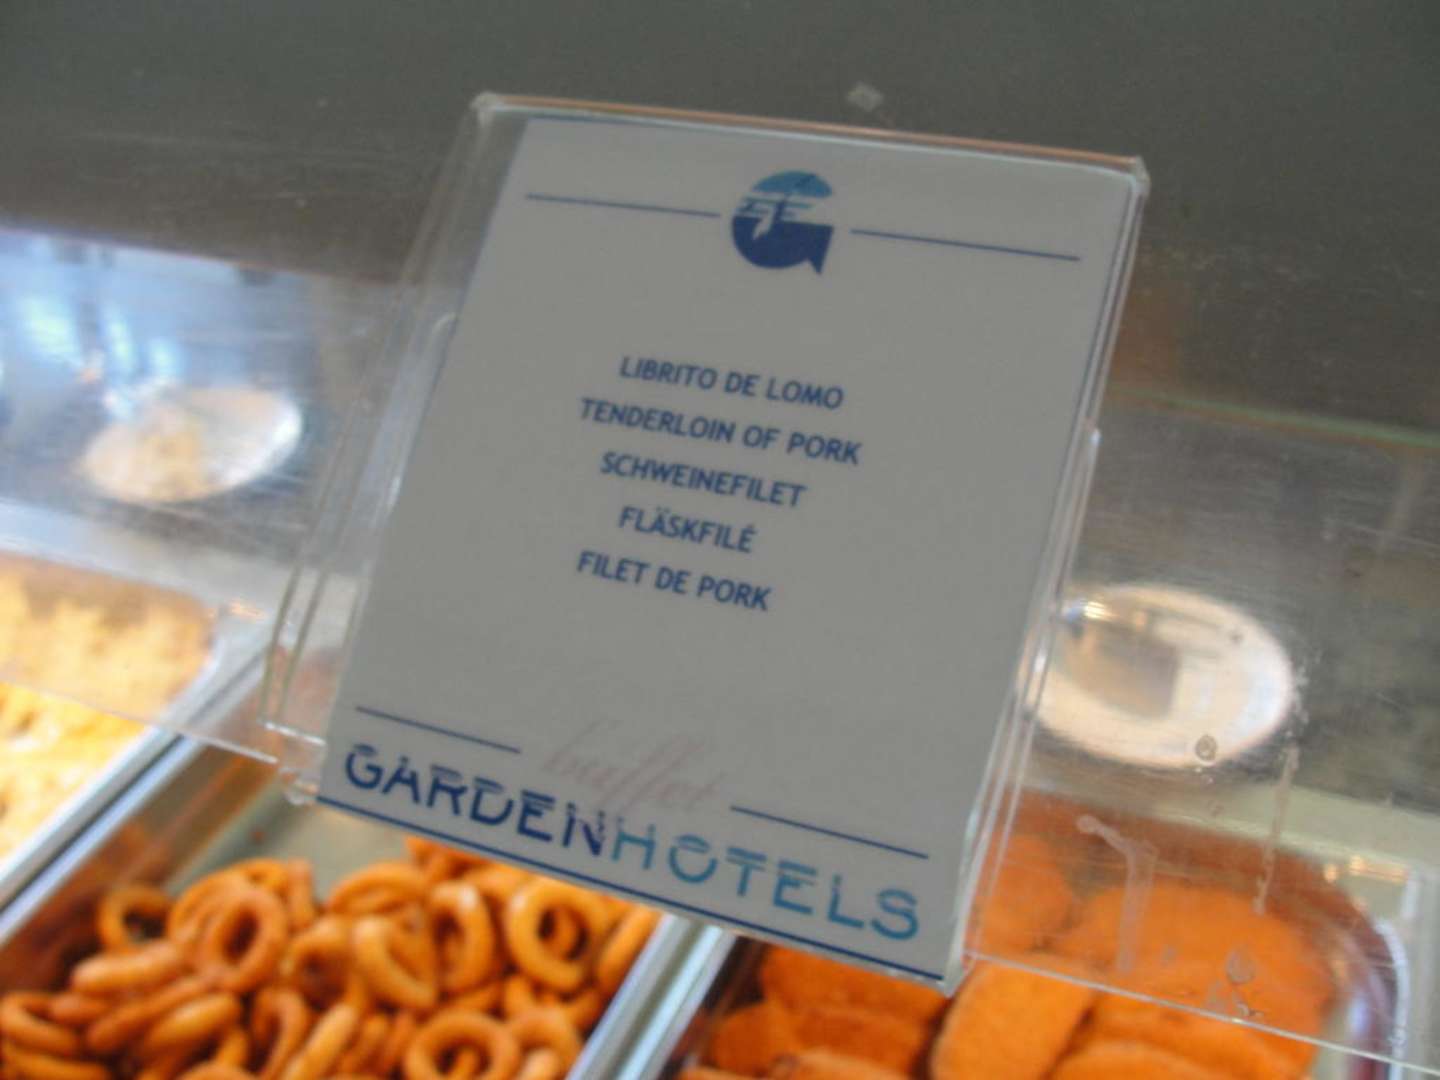 LIBRITO DE LOMO
TENDERLOIN OF PORK
SCHWEINEFILET
FLÄSKFILÉ
FILET DE PORK
buffet
GARDENHOTELS